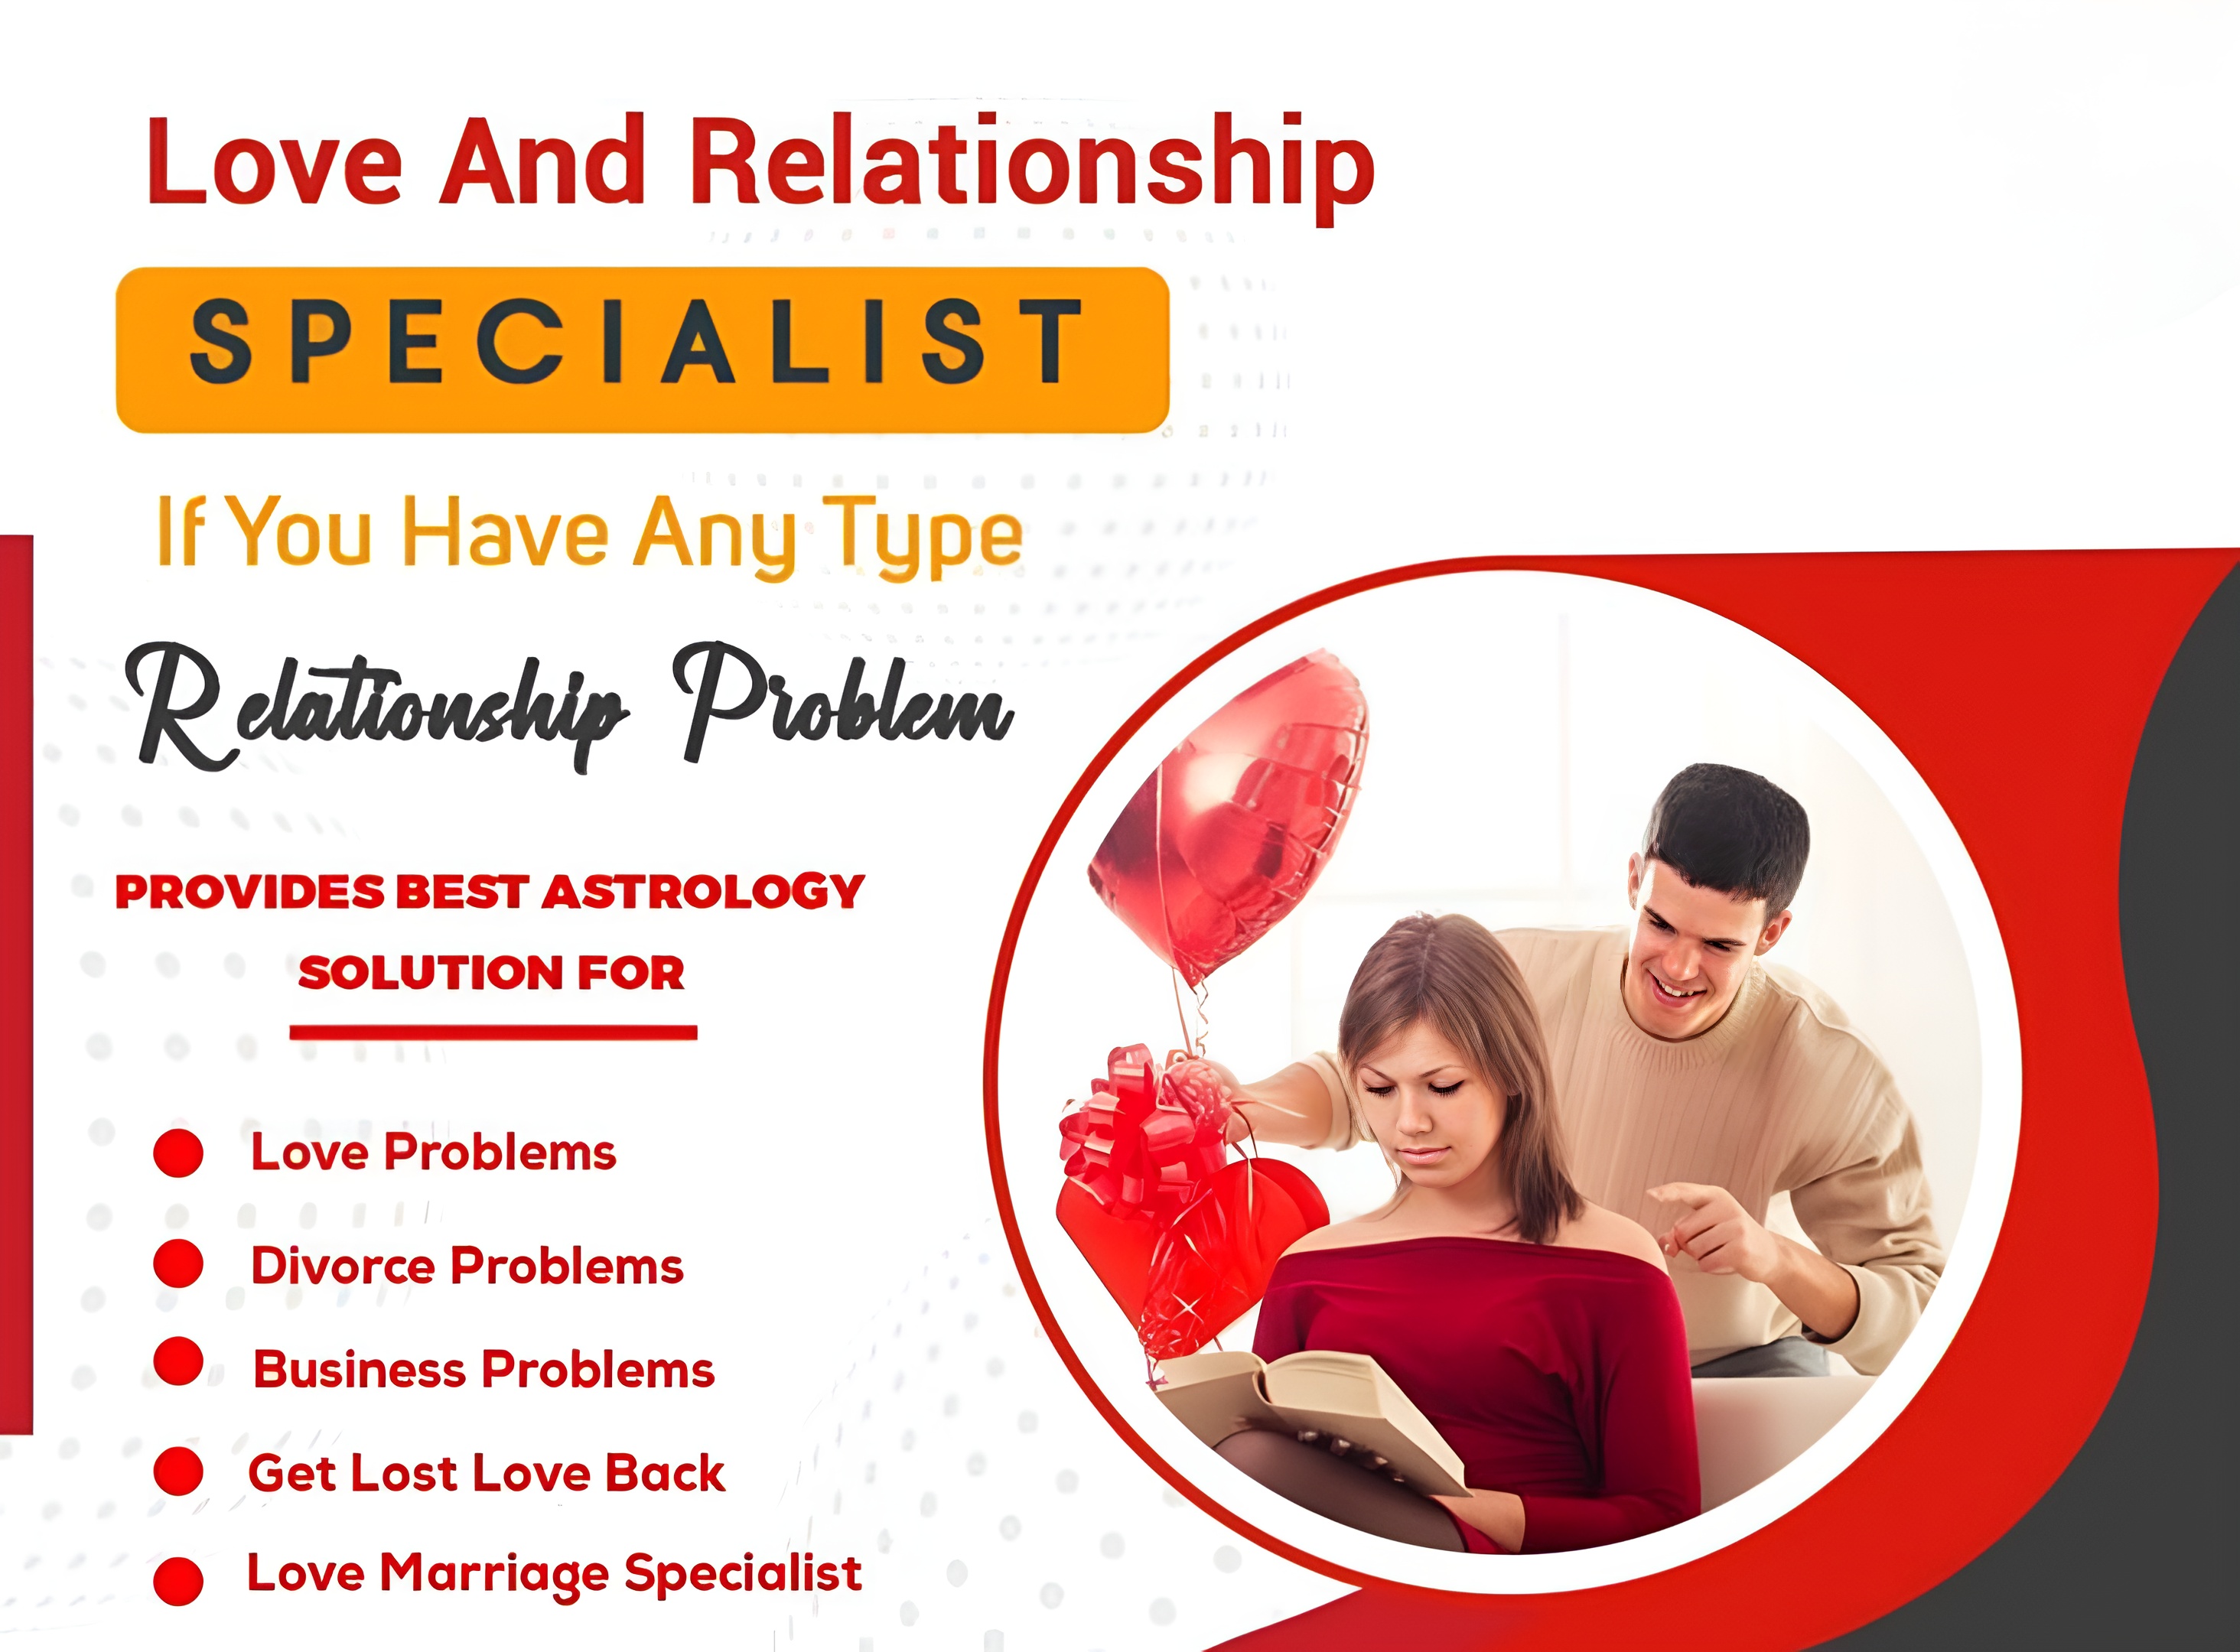 Love And Relationship
SPECIALIST
If You Have Any Type
Relationship Problem
PROVIDES BEST ASTROLOGY
SOLUTION FOR
Love Problems
Divorce Problems
Business Problems
Get Lost Love Back
Love Marriage Specialist